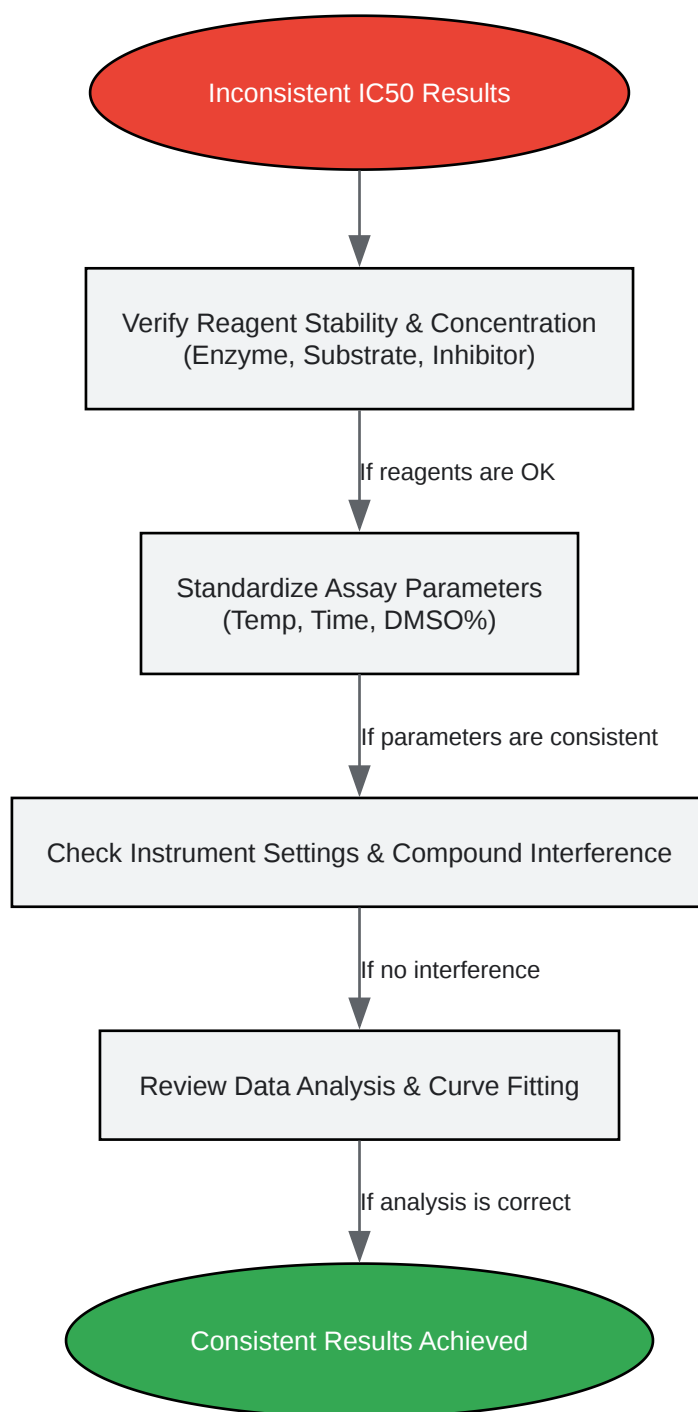 Inconsistent IC50 Results
Verify Reagent Stability & Concentration
(Enzyme, Substrate, Inhibitor)
If reagents are OK
Standardize Assay Parameters
(Temp, Time, DMSO%)
If parameters are consistent
Check Instrument Settings & Compound Interference
If no interference
Review Data Analysis & Curve Fitting
If analysis is correct
Consistent Results Achieved